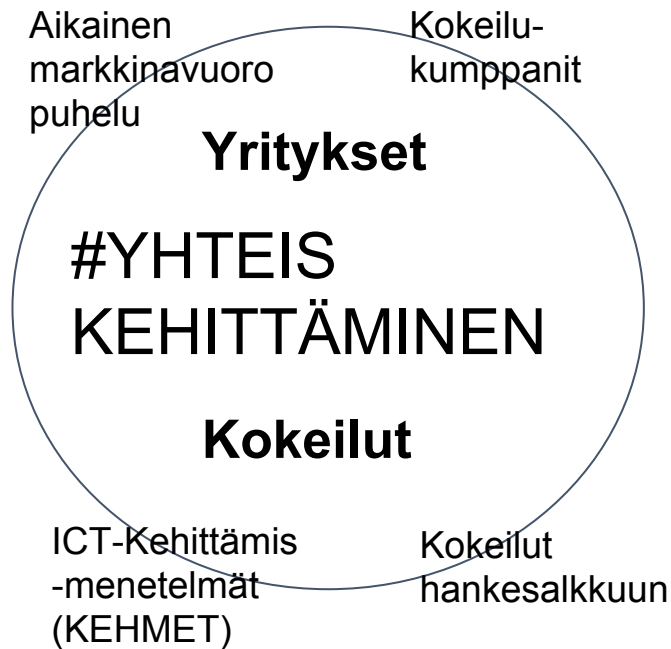 Aikainen
markkinavuoro
puhelu
Kokeilu-
kumppanit
Yritykset
#YHTEIS
KEHITTÄMINEN
Kokeilut
ICT-Kehittämis
-menetelmät
(KEHMET)
Kokeilut
hankesalkkuun